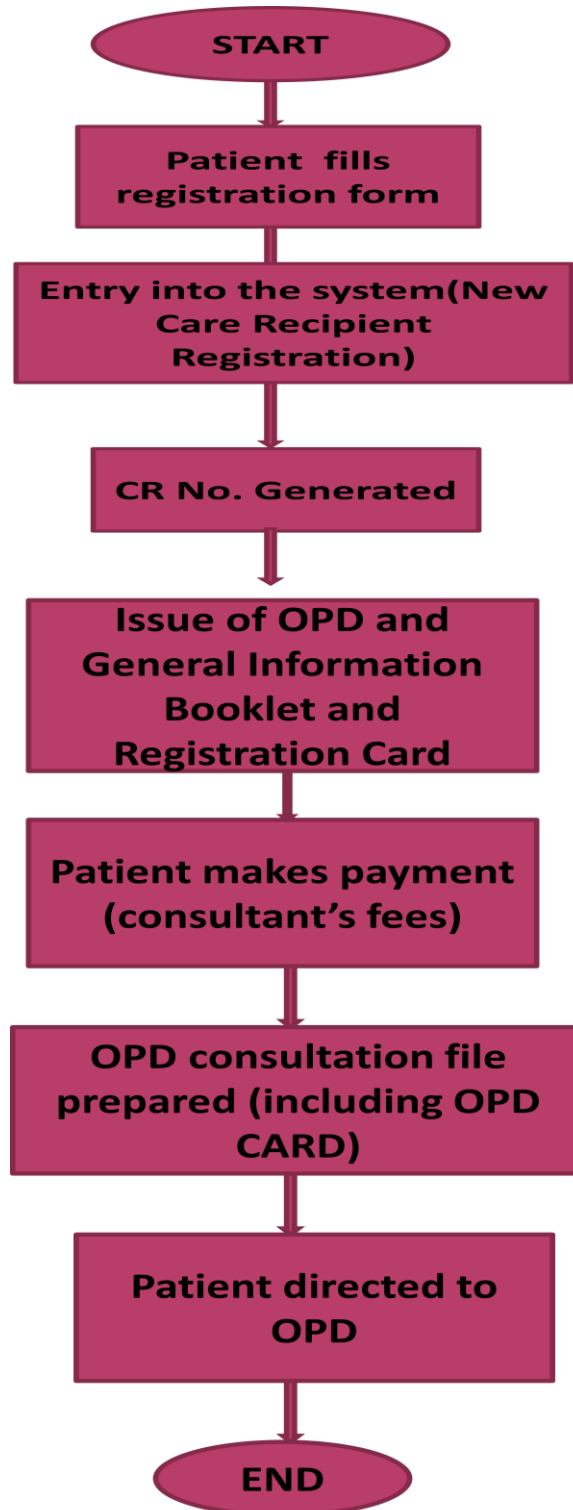 START
Patient fills
registration form
Entry into the system(New
Care Recipient
Registration)
CR No. Generated
Issue of OPD and
General Information
Booklet and
Registration Card
Patient makes payment
(consultant’s fees)
OPD consultation file
prepared (including OPD
CARD)
Patient directed to
OPD
END